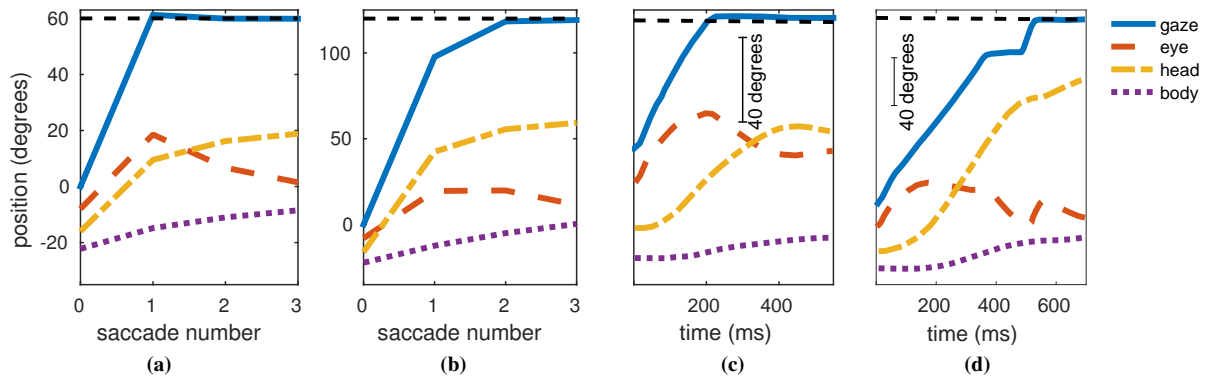 position (degrees)
60
40
20
0
-20
0
1
2
3
saccade number
(a)
100
50
0
0
1
2
3
saccade number
(b)
40 degrees
200
400
time (ms)
(c)
40 degrees
200
400
600
time (ms)
(d)
gaze
eye
head
body